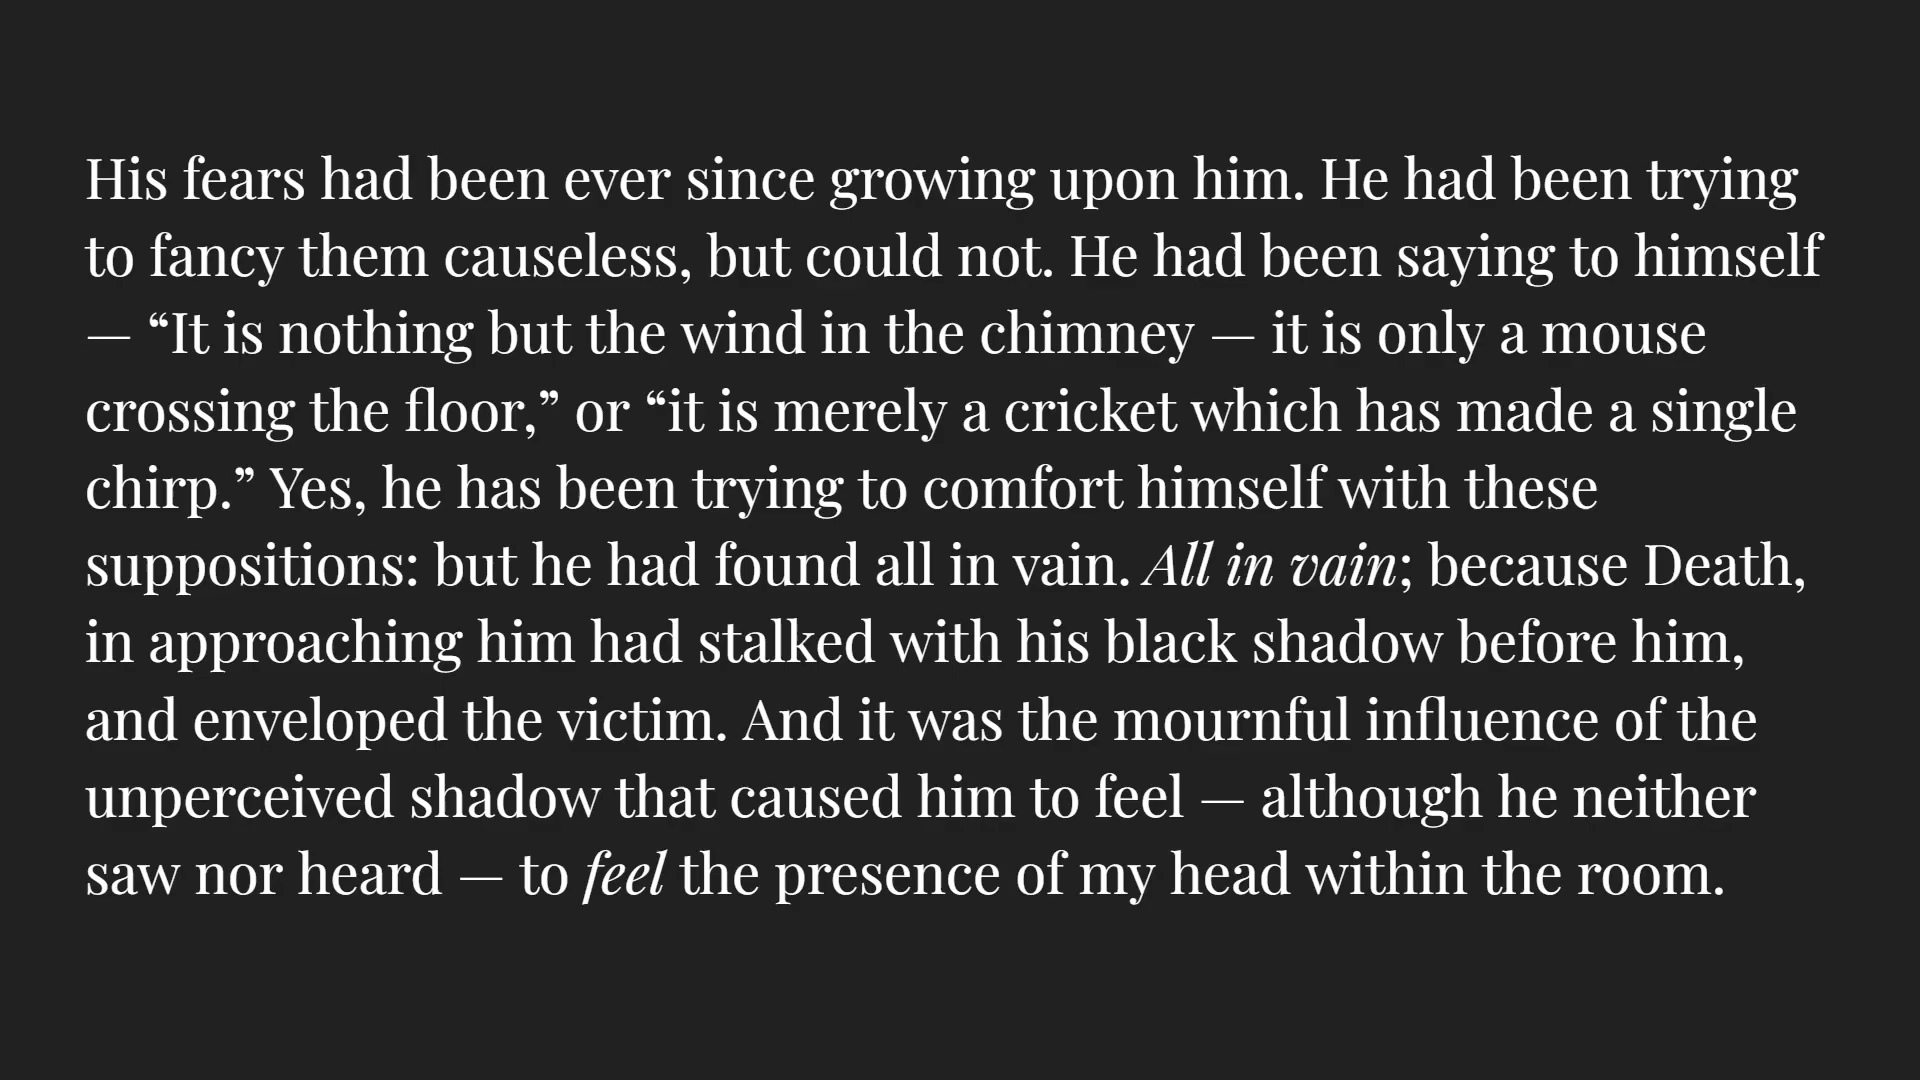 His fears had been ever since growing upon him. He had been trying
to fancy them causeless, but could not. He had been saying to himself
— “It is nothing but the wind in the chimney — it is only a mouse
crossing the floor,” or “it is merely a cricket which has made a single
chirp.” Yes, he has been trying to comfort himself with these
suppositions: but he had found all in vain. All in vain; because Death,
in approaching him had stalked with his black shadow before him,
and enveloped the victim. And it was the mournful influence of the
unperceived shadow that caused him to feel — although he neither
saw nor heard — to feel the presence of my head within the room.